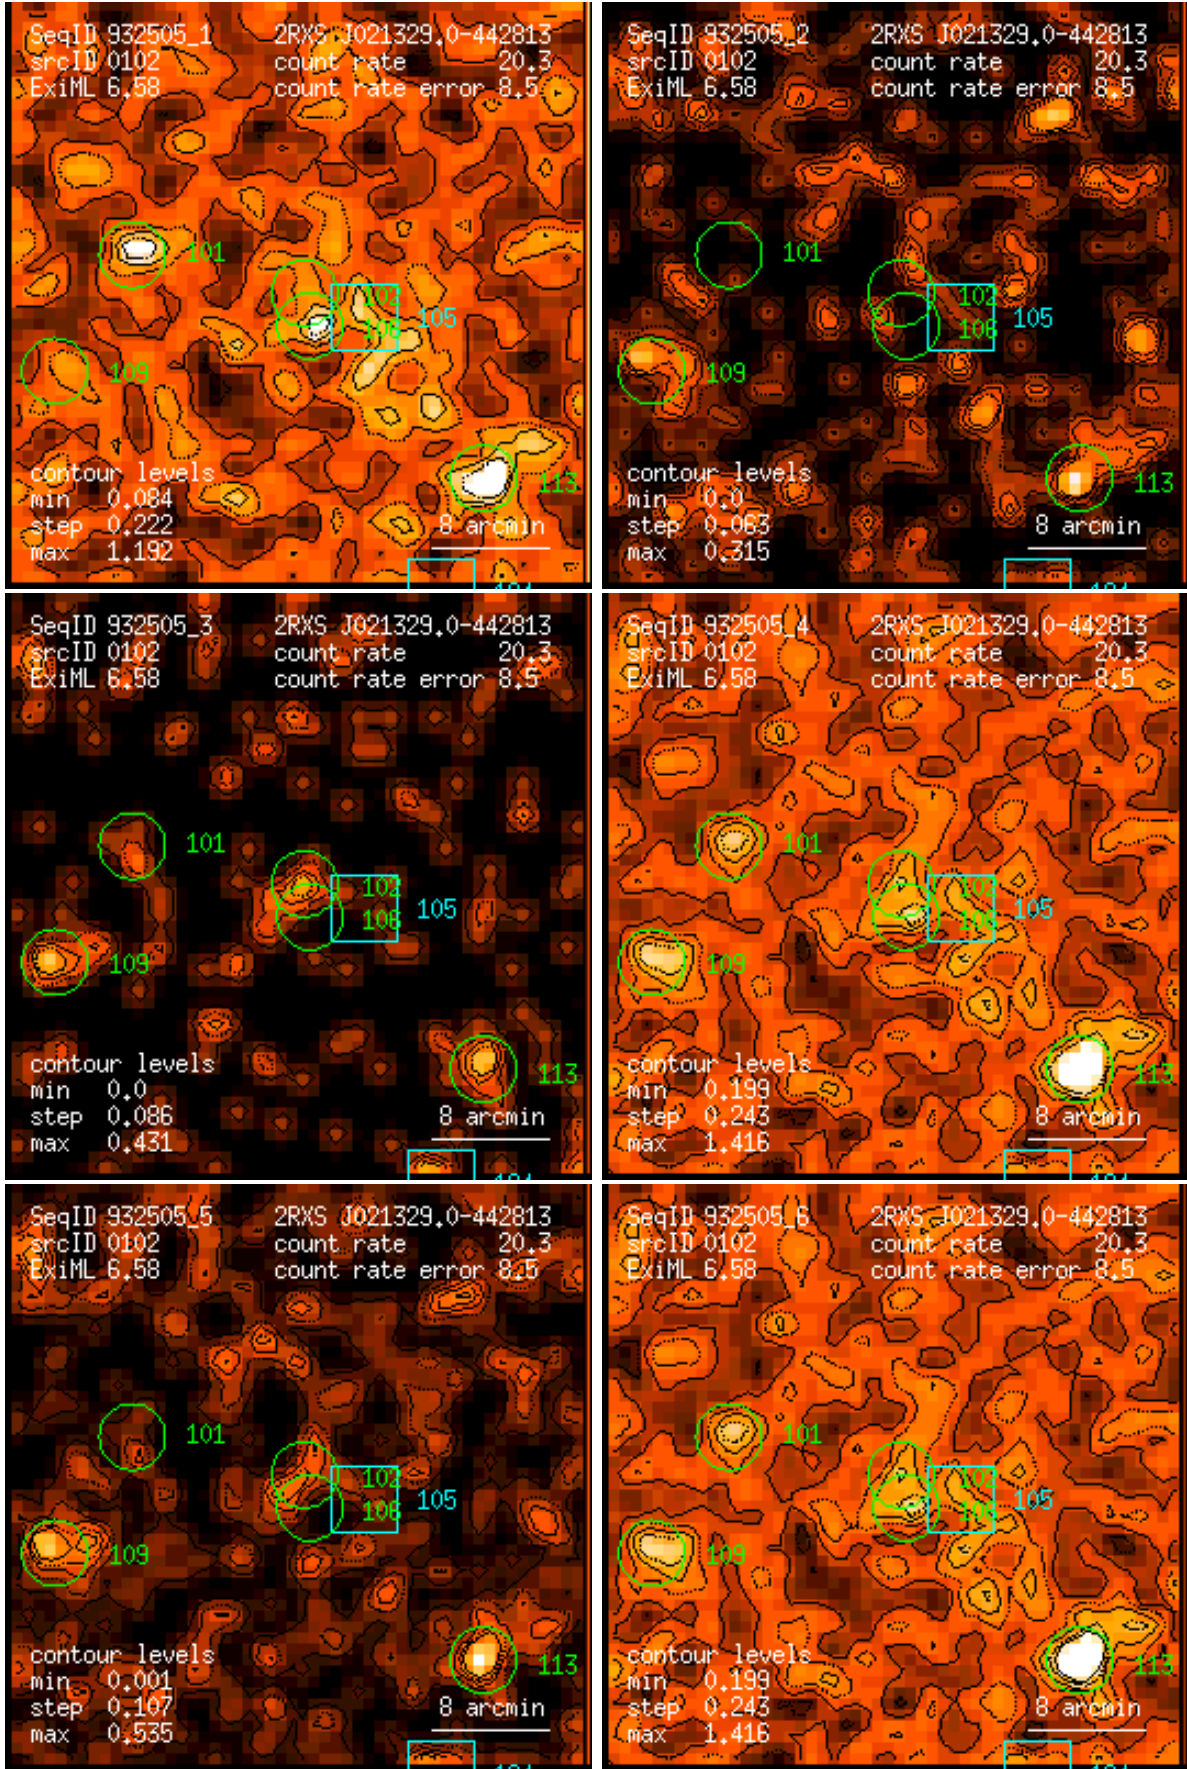 SeqID 932505_1 2RXS J021329.0-442813
srcID 0102 count rate 20.3
ExiML 6.58 count rate error 8.5
101
102
105
106
109
contour levels
min 0.084
113
step 0.222 8 arcmin
max 1.192
SeqID 932505_2 2RXS J021329.0-442813
srcID 0102 count rate 20.3
ExiML 6.58 count rate error 8.5
101
102
105
106
109
contour levels
min 0.0
113
step 0.063 8 arcmin
max 0.315
SeqID 932505_3 2RXS J021329.0-442813
srcID 0102 count rate 20.3
ExiML 6.58 count rate error 8.5
101
102
105
106
109
contour levels
min 0.0
113
step 0.086 8 arcmin
max 0.431
SeqID 932505_4 2RXS J021329.0-442813
srcID 0102 count rate 20.3
ExiML 6.58 count rate error 8.5
101
102
105
106
109
contour levels
min 0.199
113
step 0.243 8 arcmin
max 1.416
SeqID 932505_5 2RXS J021329.0-442813
srcID 0102 count rate 20.3
ExiML 6.58 count rate error 8.5
101
102
105
106
109
contour levels
min 0.001
113
step 0.107 8 arcmin
max 0.535
SeqID 932505_6 2RXS J021329.0-442813
srcID 0102 count rate 20.3
ExiML 6.58 count rate error 8.5
101
102
105
106
109
contour levels
min 0.199
113
step 0.243 8 arcmin
max 1.416